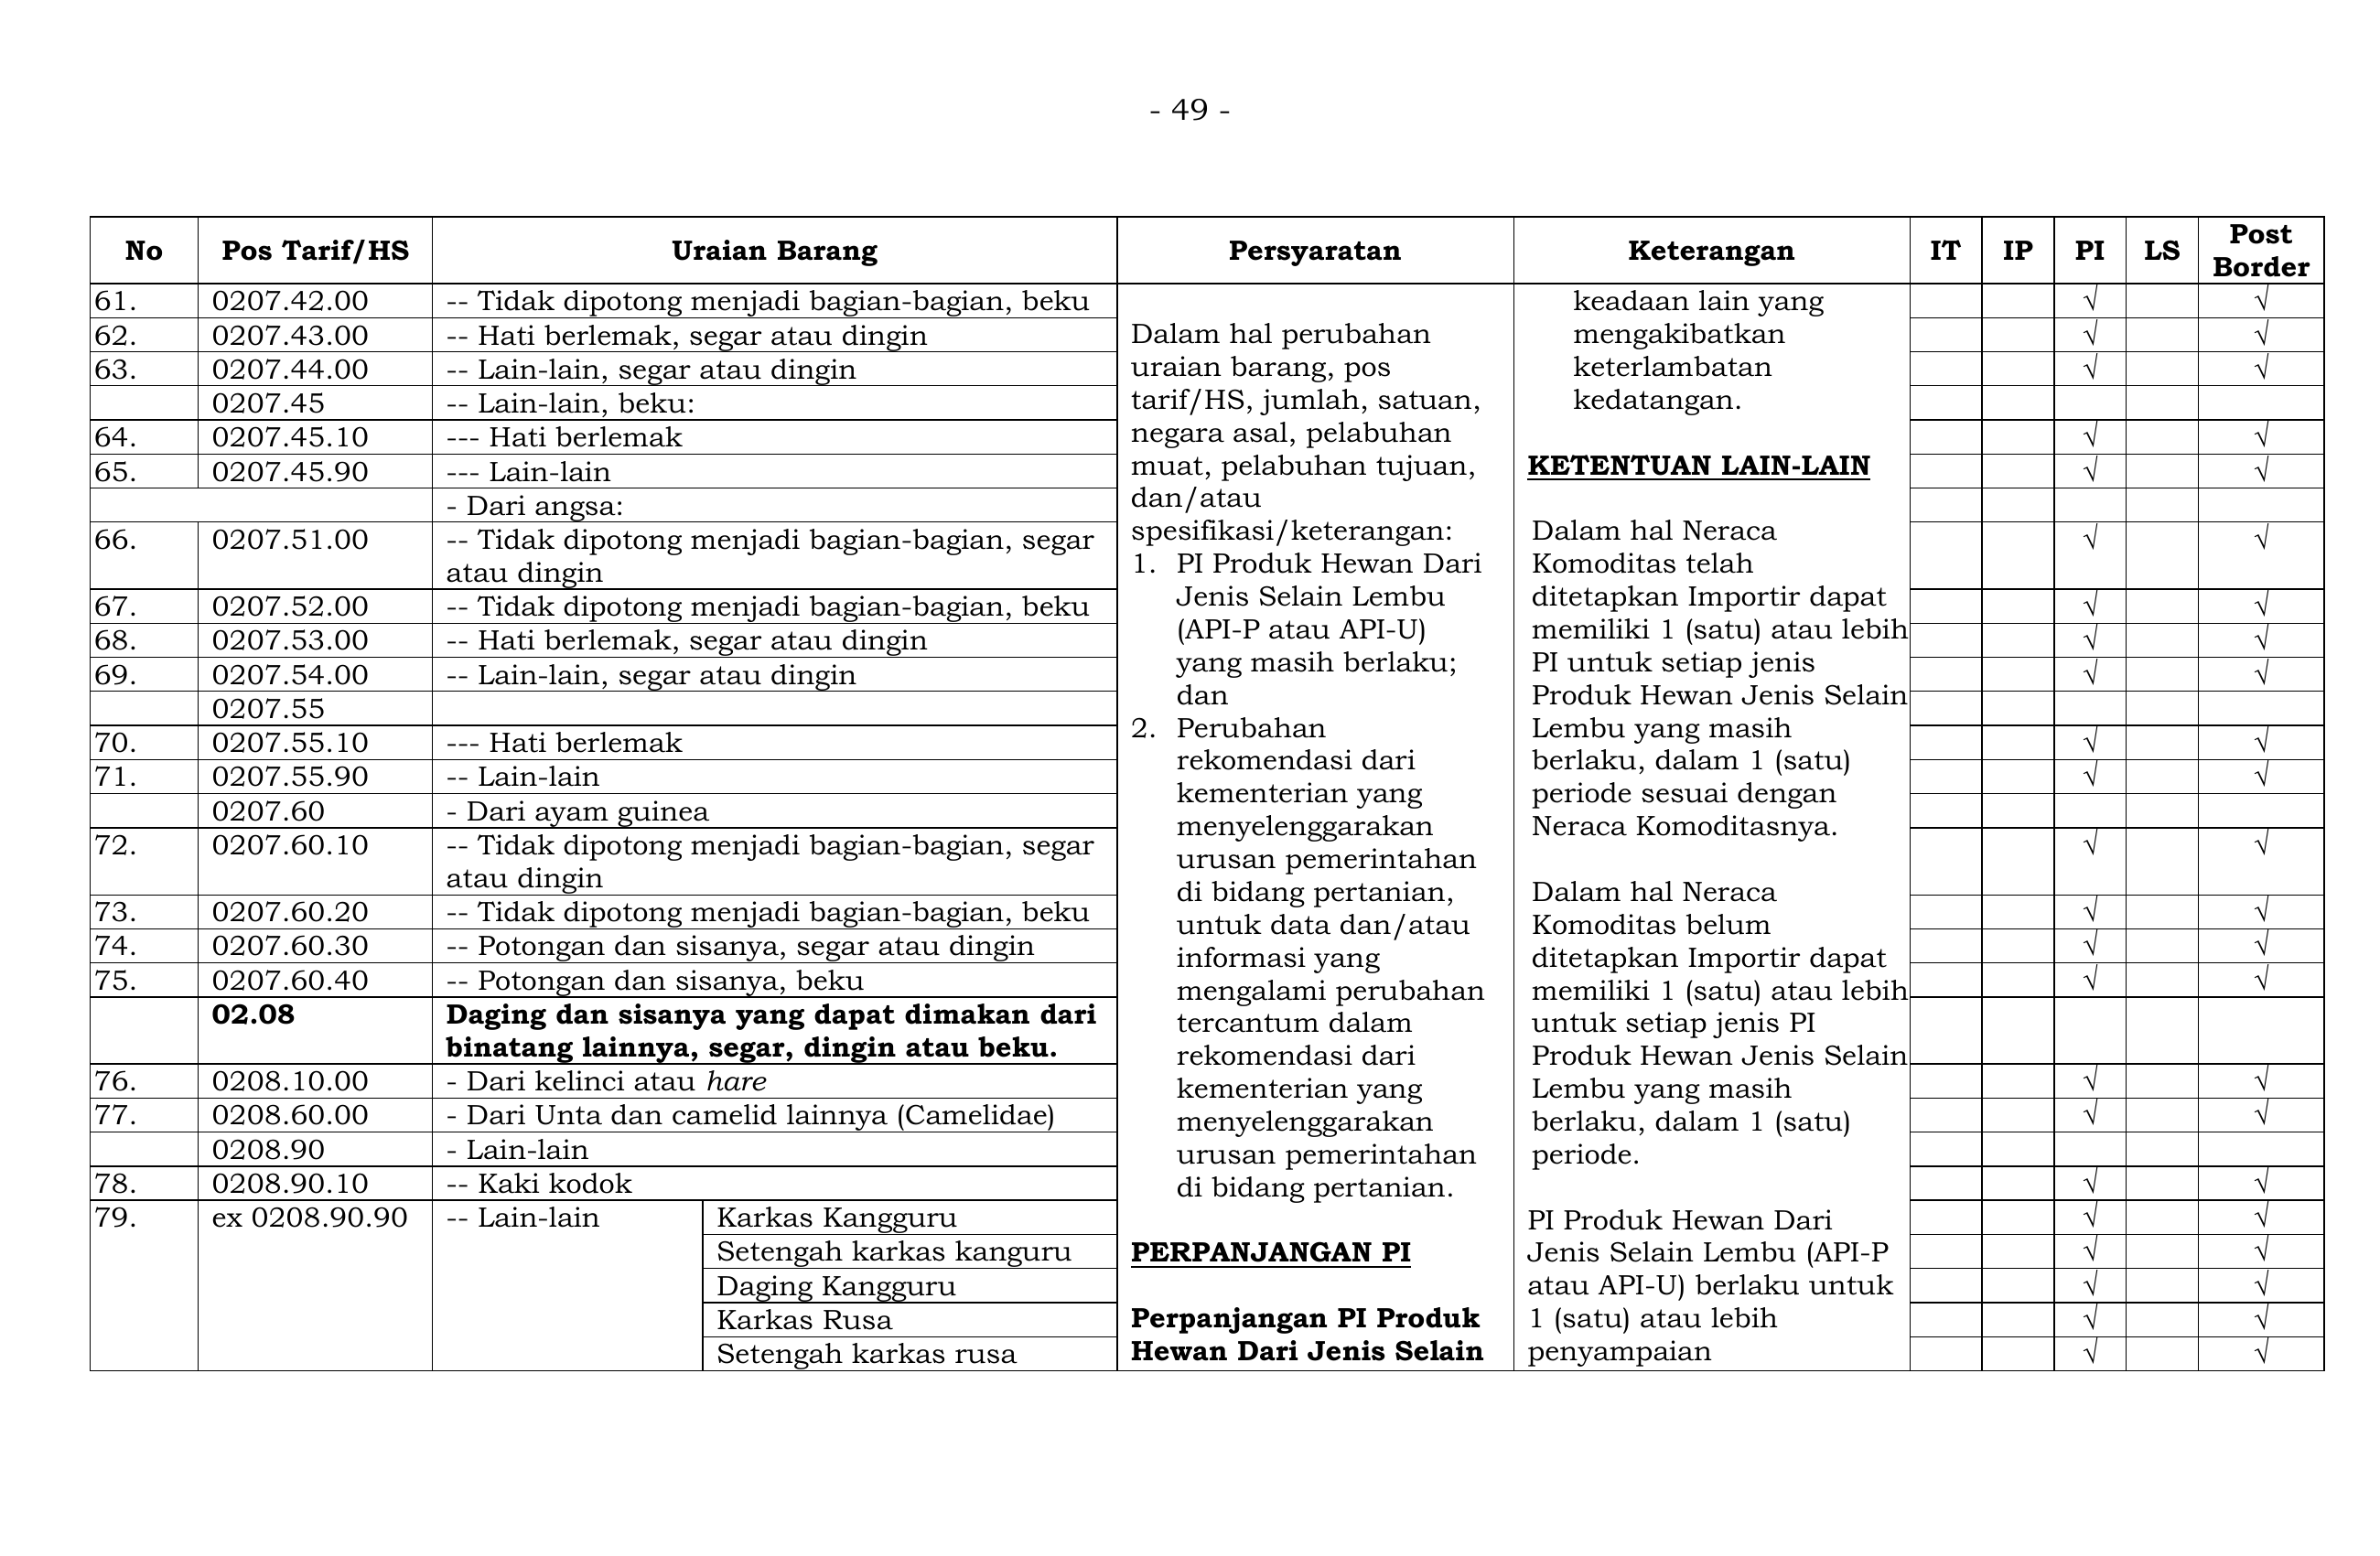 - 49 -
No Pos Tarif/HS Uraian Barang Persyaratan Keterangan IT IP PI LS Post Border
61. 0207.42.00 -- Tidak dipotong menjadi bagian-bagian, beku √ √
62. 0207.43.00 -- Hati berlemak, segar atau dingin √ √
63. 0207.44.00 -- Lain-lain, segar atau dingin √ √
0207.45 -- Lain-lain, beku:
64. 0207.45.10 --- Hati berlemak √ √
65. 0207.45.90 --- Lain-lain √ √
- Dari angsa:
66. 0207.51.00 -- Tidak dipotong menjadi bagian-bagian, segar √ √
atau dingin
67. 0207.52.00 -- Tidak dipotong menjadi bagian-bagian, beku √ √
68. 0207.53.00 -- Hati berlemak, segar atau dingin √ √
69. 0207.54.00 -- Lain-lain, segar atau dingin √ √
0207.55
70. 0207.55.10 --- Hati berlemak √ √
71. 0207.55.90 -- Lain-lain √ √
0207.60 - Dari ayam guinea
72. 0207.60.10 -- Tidak dipotong menjadi bagian-bagian, segar √ √
atau dingin
73. 0207.60.20 -- Tidak dipotong menjadi bagian-bagian, beku √ √
74. 0207.60.30 -- Potongan dan sisanya, segar atau dingin √ √
75. 0207.60.40 -- Potongan dan sisanya, beku √ √
02.08 Daging dan sisanya yang dapat dimakan dari
binatang lainnya, segar, dingin atau beku.
76. 0208.10.00 - Dari kelinci atau hare √ √
77. 0208.60.00 - Dari Unta dan camelid lainnya (Camelidae) √ √
0208.90 - Lain-lain
78. 0208.90.10 -- Kaki kodok √ √
79. ex 0208.90.90 -- Lain-lain Karkas Kangguru √ √
Setengah karkas kanguru √ √
Daging Kangguru √ √
Karkas Rusa √ √
Setengah karkas rusa √ √
Dalam hal perubahan
uraian barang, pos
tarif/HS, jumlah, satuan,
negara asal, pelabuhan
muat, pelabuhan tujuan,
dan/atau
spesifikasi/keterangan:
1. PI Produk Hewan Dari
Jenis Selain Lembu
(API-P atau API-U)
yang masih berlaku;
dan
2. Perubahan
rekomendasi dari
kementerian yang
menyelenggarakan
urusan pemerintahan
di bidang pertanian,
untuk data dan/atau
informasi yang
mengalami perubahan
tercantum dalam
rekomendasi dari
kementerian yang
menyelenggarakan
urusan pemerintahan
di bidang pertanian.
PERPANJANGAN PI
Perpanjangan PI Produk
Hewan Dari Jenis Selain
keadaan lain yang
mengakibatkan
keterlambatan
kedatangan.
KETENTUAN LAIN-LAIN
Dalam hal Neraca
Komoditas telah
ditetapkan Importir dapat
memiliki 1 (satu) atau lebih
PI untuk setiap jenis
Produk Hewan Jenis Selain
Lembu yang masih
berlaku, dalam 1 (satu)
periode sesuai dengan
Neraca Komoditasnya.
Dalam hal Neraca
Komoditas belum
ditetapkan Importir dapat
memiliki 1 (satu) atau lebih
untuk setiap jenis PI
Produk Hewan Jenis Selain
Lembu yang masih
berlaku, dalam 1 (satu)
periode.
PI Produk Hewan Dari
Jenis Selain Lembu (API-P
atau API-U) berlaku untuk
1 (satu) atau lebih
penyampaian